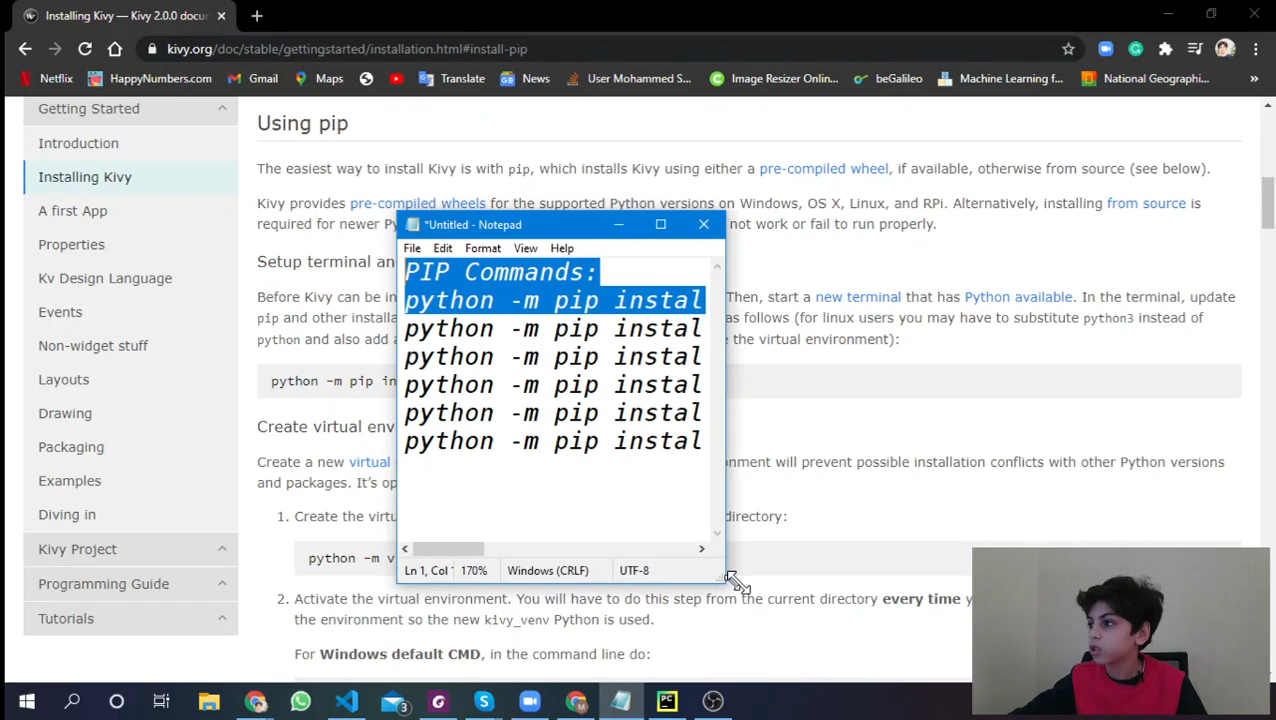 Installing Kivy — Kivy 2.0.0 docu
kivy.org/doc/stable/gettingstarted/installation.html#install-pip
Netflix HappyNumbers.com Gmail Maps Translate News User Mohammed S... Image Resizer Onlin... beGalileo Machine Learning f... National Geographi... »
Getting Started
Introduction
Installing Kivy
A first App
Properties
Kv Design Language
Events
Non-widget stuff
Layouts
Drawing
Packaging
Examples
Diving in
Kivy Project
Programming Guide
Tutorials
Using pip
The easiest way to install Kivy is with pip, which installs Kivy using either a pre-compiled wheel, if available, otherwise from source (see below).
Kivy provides pre-compiled wheels for the supported Python versions on Windows, OS X, Linux, and RPi. Alternatively, installing from source is
required for newer Py not work or fail to run properly.
Setup terminal an
Before Kivy can be in Then, start a new terminal that has Python available. In the terminal, update
pip and other installa as follows (for linux users you may have to substitute python3 instead of
python and also add a the virtual environment):
python -m pip in
Create virtual env
Create a new virtual onment will prevent possible installation conflicts with other Python versions
and packages. It's op
1. Create the virtu directory:
python -m v
2. Activate the virtual environment. You will have to do this step from the current directory every time y
the environment so the new kivy_venv Python is used.
For Windows default CMD, in the command line do:
*Untitled - Notepad
File Edit Format View Help
PIP Commands:
python -m pip instal
python -m pip instal
python -m pip instal
python -m pip instal
python -m pip instal
python -m pip instal
Ln 1, Col 170% Windows (CRLF) UTF-8
3
PC